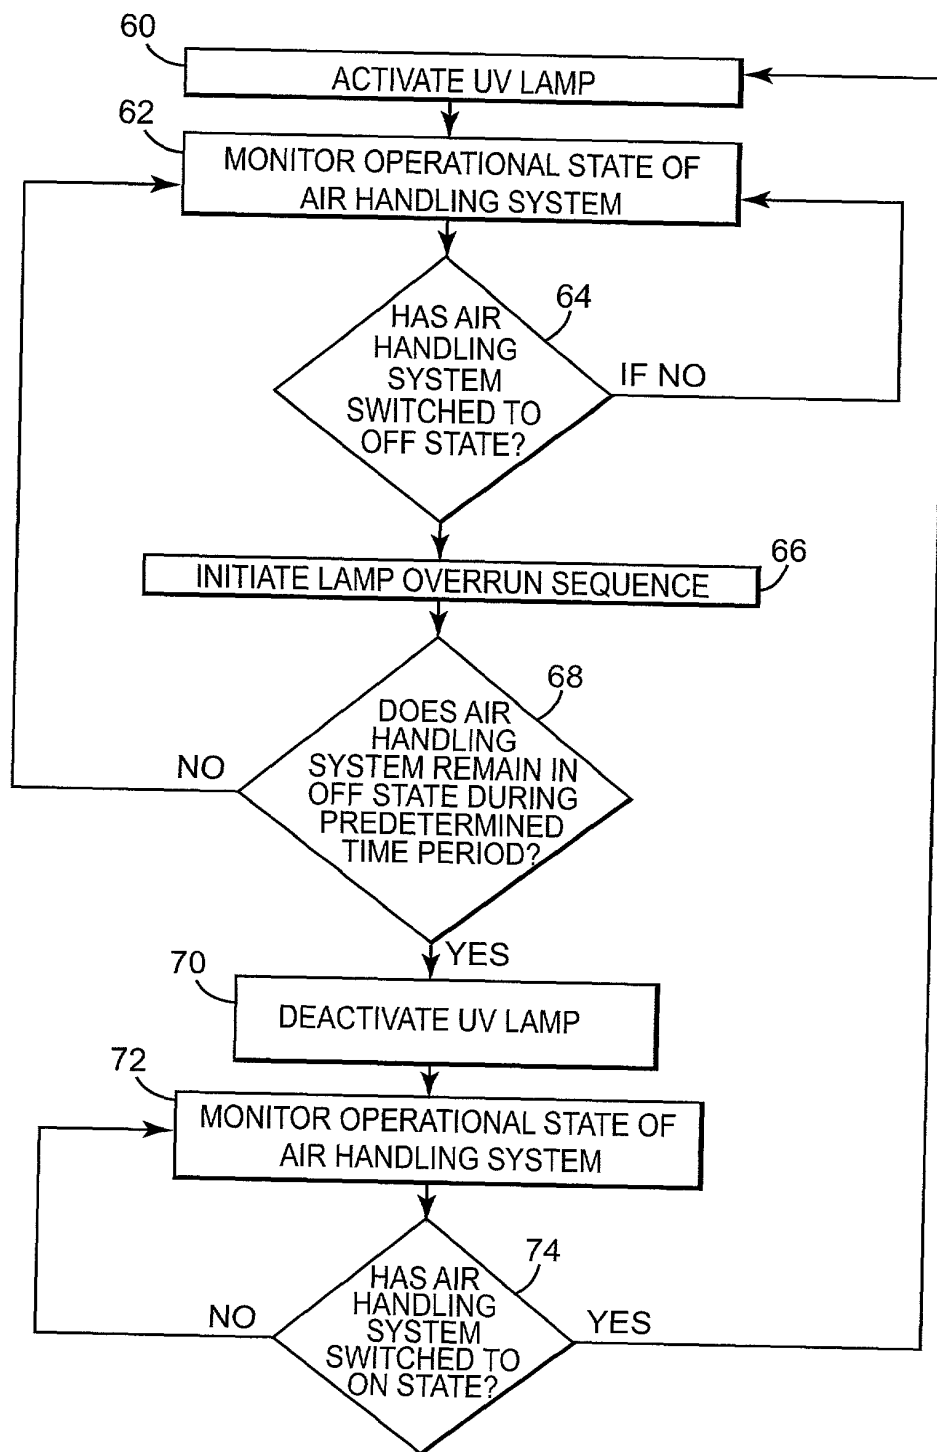 60
ACTIVATE UV LAMP
62
MONITOR OPERATIONAL STATE OF
AIR HANDLING SYSTEM
64
HAS AIR
HANDLING
SYSTEM
SWITCHED TO
OFF STATE?
IF NO
66
INITIATE LAMP OVERRUN SEQUENCE
68
DOES AIR
HANDLING
SYSTEM REMAIN IN
OFF STATE DURING
PREDETERMINED
TIME PERIOD?
NO
YES
70
DEACTIVATE UV LAMP
72
MONITOR OPERATIONAL STATE OF
AIR HANDLING SYSTEM
74
HAS AIR
HANDLING
SYSTEM
SWITCHED TO
ON STATE?
NO
YES